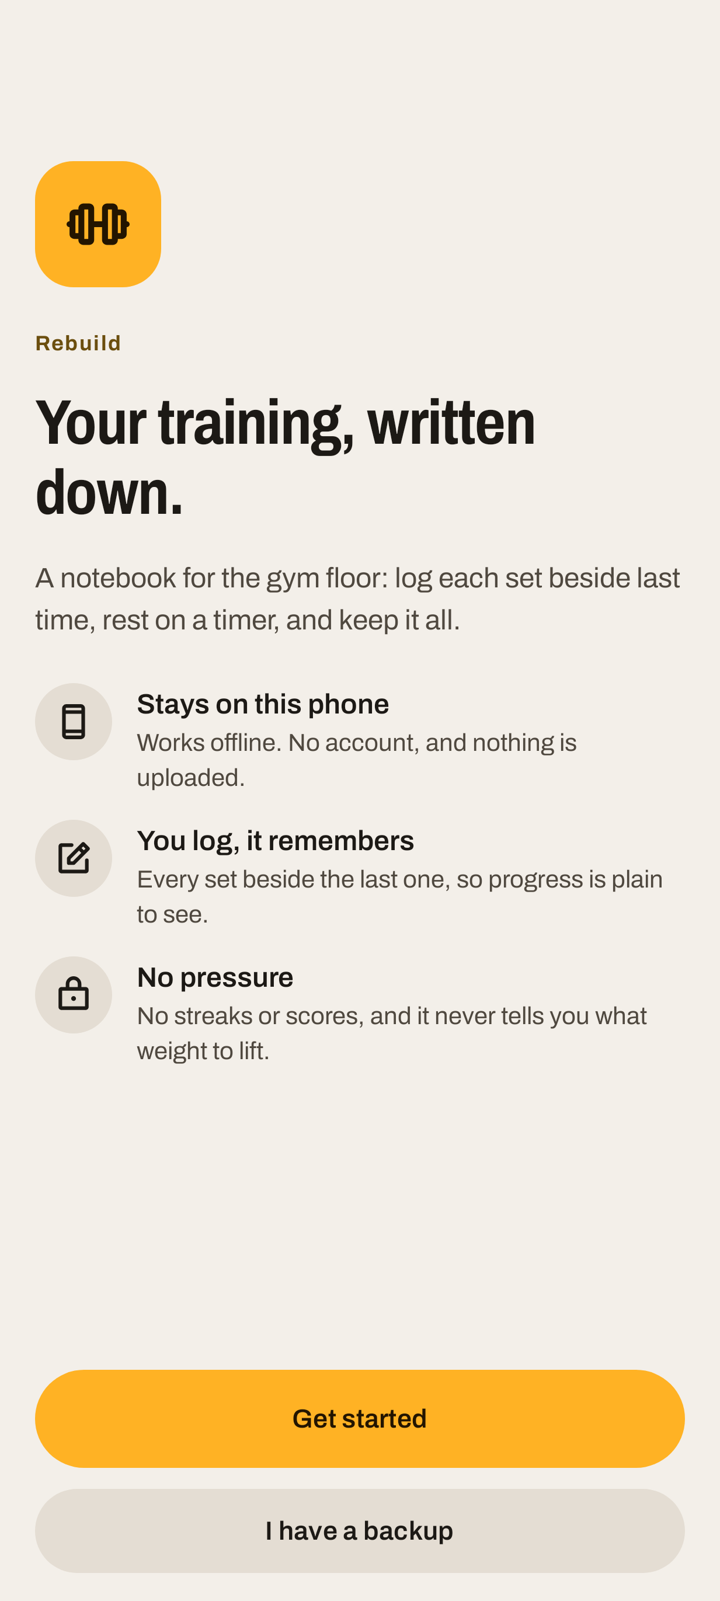 Rebuild
Your training, written
down.
A notebook for the gym floor: log each set beside last
time, rest on a timer, and keep it all.
Stays on this phone
Works offline. No account, and nothing is
uploaded.
You log, it remembers
Every set beside the last one, so progress is plain
to see.
No pressure
No streaks or scores, and it never tells you what
weight to lift.
Get started
I have a backup